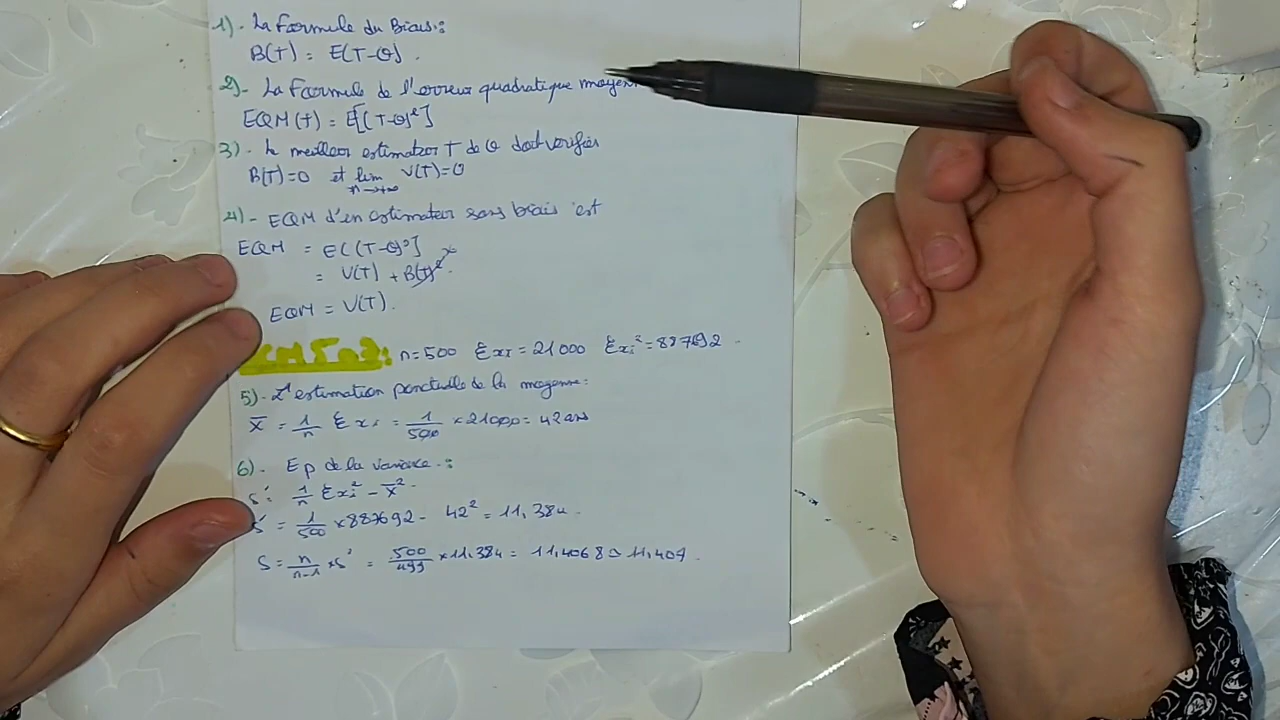 1)- La Formule du Biais:
B(T) = E(T-θ).
2)- La Formule de l'erreur quadratique moyenn
EQM(T) = E[(T-θ)²]
3)- le meilleur estimateur T de θ doit vérifier
B(T)=0 et lim V(T)=0
n→+∞
4)- EQM d'un estimateur sans biais est
EQM = E((T-θ)²]
= V(T) + B(T)²
EQM = V(T).
n=500 Σxi=21000 Σxi²=887692
5)- L'estimation ponctuelle de la moyenne:
X̄ = 1/n Σxi = 1/500 ×21000 = 42 ans
6)- Ep de la variance:
S' = 1/n Σxi² - X̄²
S' = 1/500 ×887692 - 42² = 11,384
S = n/n-1 × S' = 500/499 × 11,384 = 11,4068 ≃ 11,407